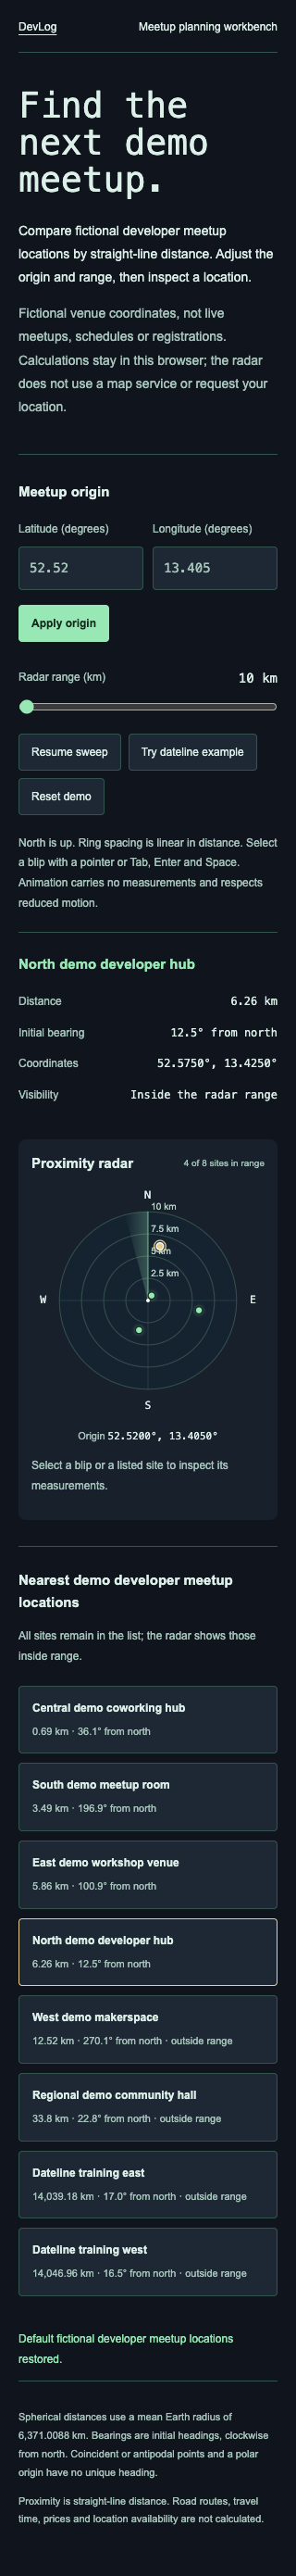 DevLog
Meetup planning workbench
Find the
next demo
meetup.
Compare fictional developer meetup
locations by straight-line distance. Adjust the
origin and range, then inspect a location.
Fictional venue coordinates, not live
meetups, schedules or registrations.
Calculations stay in this browser; the radar
does not use a map service or request your
location.
Meetup origin
Latitude (degrees)
Longitude (degrees)
52.52
13.405
Apply origin
Radar range (km)
10 km
Resume sweep
Try dateline example
Reset demo
North is up. Ring spacing is linear in distance. Select
a blip with a pointer or Tab, Enter and Space.
Animation carries no measurements and respects
reduced motion.
North demo developer hub
Distance
6.26 km
Initial bearing
12.5° from north
Coordinates
52.5750°, 13.4250°
Visibility
Inside the radar range
Proximity radar
4 of 8 sites in range
N
10 km
7.5 km
5 km
2.5 km
W
E
S
Origin 52.5200°, 13.4050°
Select a blip or a listed site to inspect its
measurements.
Nearest demo developer meetup
locations
All sites remain in the list; the radar shows those
inside range.
Central demo coworking hub
0.69 km · 36.1° from north
South demo meetup room
3.49 km · 196.9° from north
East demo workshop venue
5.86 km · 100.9° from north
North demo developer hub
6.26 km · 12.5° from north
West demo makerspace
12.52 km · 270.1° from north · outside range
Regional demo community hall
33.8 km · 22.8° from north · outside range
Dateline training east
14,039.18 km · 17.0° from north · outside range
Dateline training west
14,046.96 km · 16.5° from north · outside range
Default fictional developer meetup locations
restored.
Spherical distances use a mean Earth radius of
6,371.0088 km. Bearings are initial headings, clockwise
from north. Coincident or antipodal points and a polar
origin have no unique heading.
Proximity is straight-line distance. Road routes, travel
time, prices and location availability are not calculated.